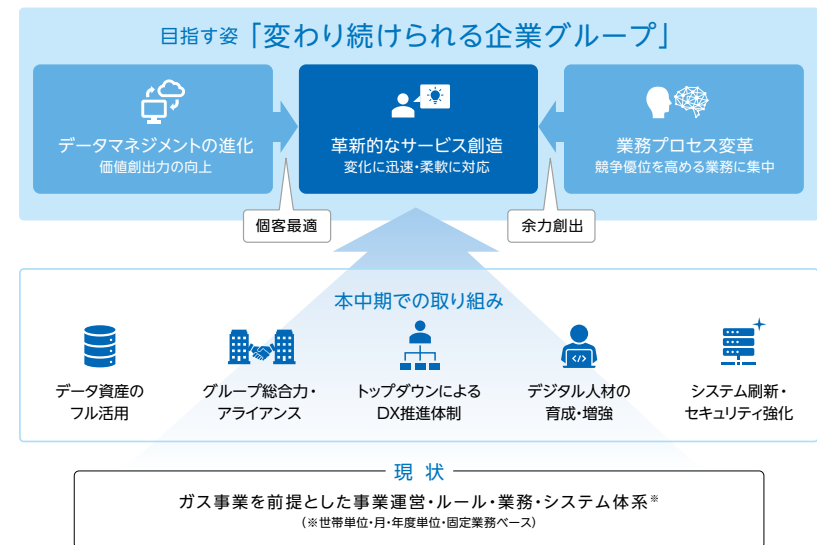 目指す姿「変わり続けられる企業グループ」
データマネジメントの進化
価値創出力の向上
革新的なサービス創造
変化に迅速・柔軟に対応
業務プロセス変革
競争優位を高める業務に集中
個客最適
余力創出
本中期での取り組み
データ資産の
フル活用
グループ総合力・
アライアンス
トップダウンによる
DX推進体制
デジタル人材の
育成・増強
システム刷新・
セキュリティ強化
現 状
ガス事業を前提とした事業運営・ルール・業務・システム体系※
(※世帯単位・月・年度単位・固定業務ベース)